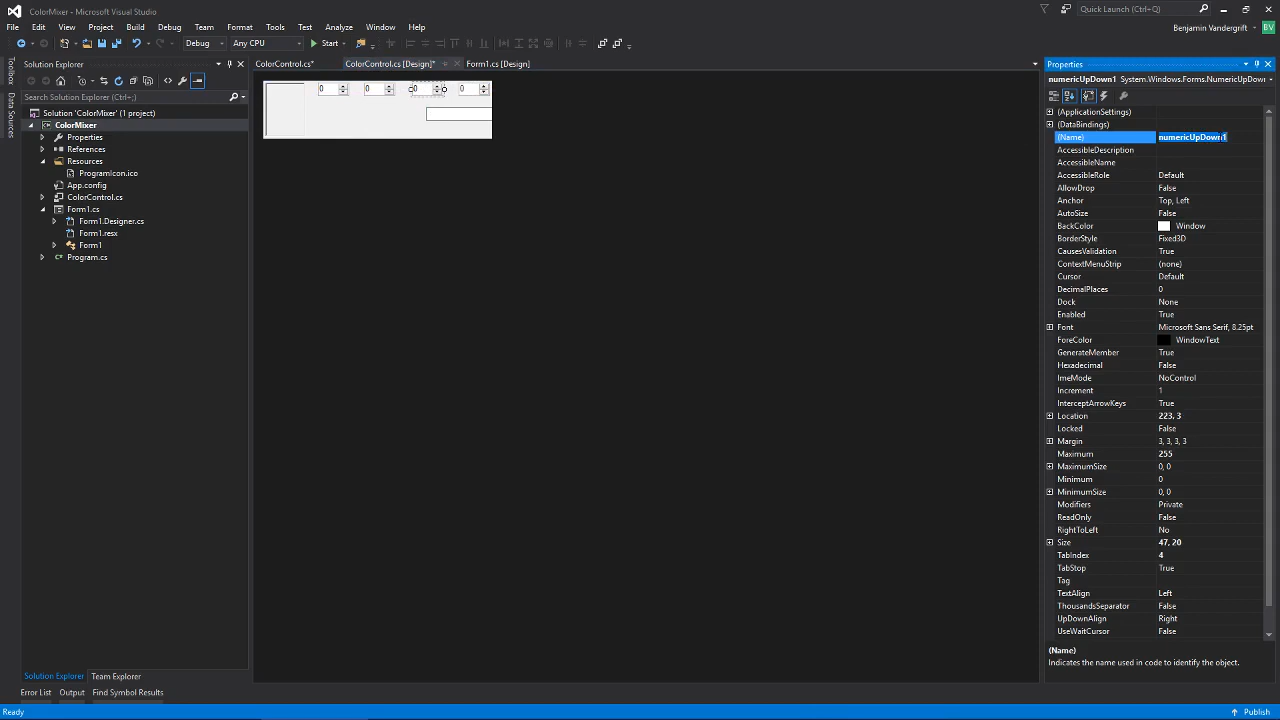 ColorMixer - Microsoft Visual Studio
Quick Launch (Ctrl+Q)
File Edit View Project Build Debug Team Format Tools Test Analyze Window Help
Benjamin Vandergrift BV
Debug Any CPU Start
Toolbox
Data Sources
Solution Explorer
Search Solution Explorer (Ctrl+;)
Solution 'ColorMixer' (1 project)
ColorMixer
Properties
References
Resources
ProgramIcon.ico
App.config
ColorControl.cs
Form1.cs
Form1.Designer.cs
Form1.resx
Form1
Program.cs
Solution Explorer Team Explorer
ColorControl.cs* ColorControl.cs [Design]* Form1.cs [Design]
0 0 0 0
Properties
numericUpDown1 System.Windows.Forms.NumericUpDown
(ApplicationSettings)
(DataBindings)
(Name) numericUpDown1
AccessibleDescription
AccessibleName
AccessibleRole Default
AllowDrop False
Anchor Top, Left
AutoSize False
BackColor Window
BorderStyle Fixed3D
CausesValidation True
ContextMenuStrip (none)
Cursor Default
DecimalPlaces 0
Dock None
Enabled True
Font Microsoft Sans Serif, 8.25pt
ForeColor WindowText
GenerateMember True
Hexadecimal False
ImeMode NoControl
Increment 1
InterceptArrowKeys True
Location 223, 3
Locked False
Margin 3, 3, 3, 3
Maximum 255
MaximumSize 0, 0
Minimum 0
MinimumSize 0, 0
Modifiers Private
ReadOnly False
RightToLeft No
Size 47, 20
TabIndex 4
TabStop True
Tag
TextAlign Left
ThousandsSeparator False
UpDownAlign Right
UseWaitCursor False
(Name)
Indicates the name used in code to identify the object.
Error List Output Find Symbol Results
Ready
Publish